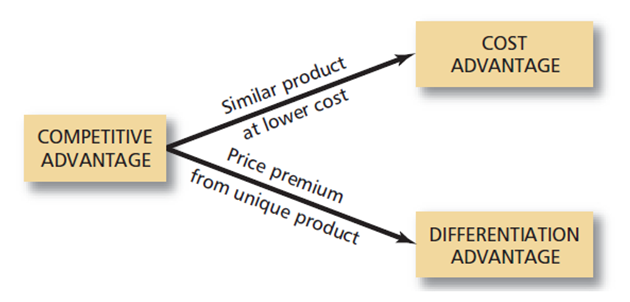 COMPETITIVE
ADVANTAGE
Similar product
at lower cost
COST
ADVANTAGE
Price premium
from unique product
DIFFERENTIATION
ADVANTAGE